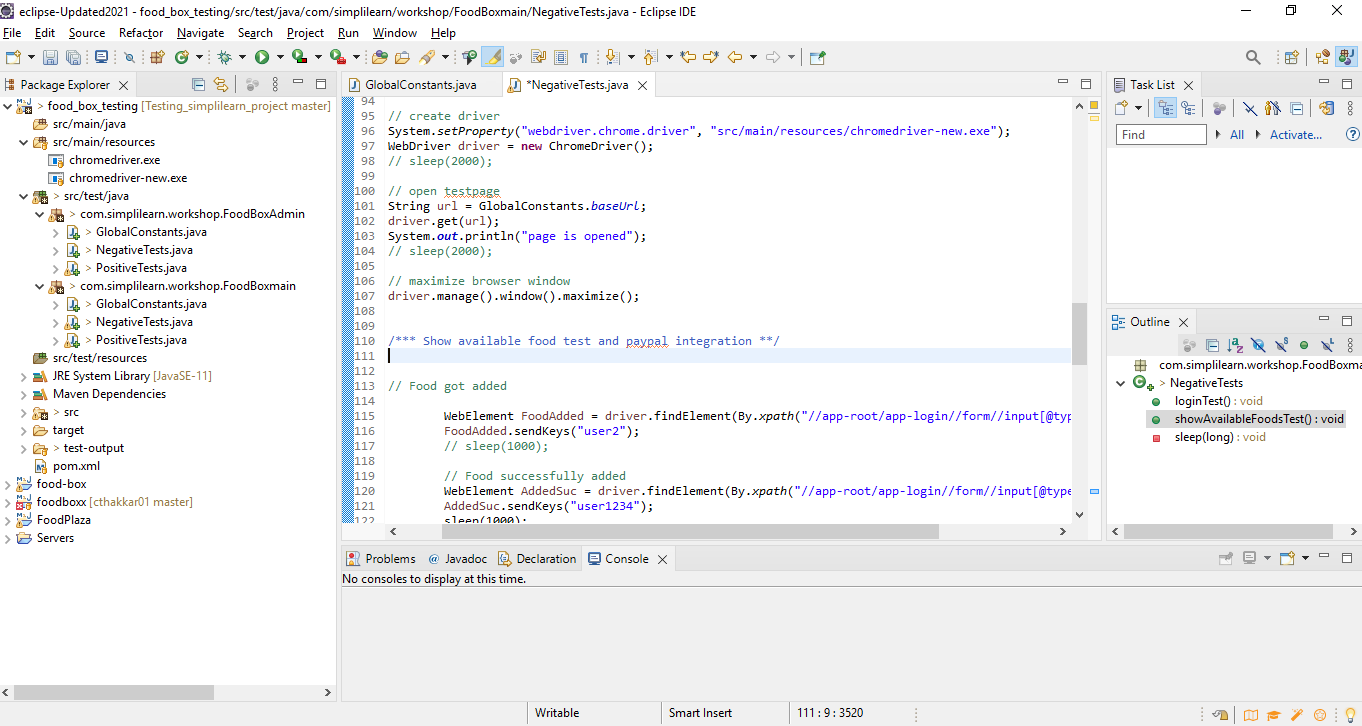 eclipse-Updated2021 - food_box_testing/src/test/java/com/simplilearn/workshop/FoodBoxmain/NegativeTests.java - Eclipse IDE
File Edit Source Refactor Navigate Search Project Run Window Help
Package Explorer
> food_box_testing [Testing_simplilearn_project master]
src/main/java
src/main/resources
chromedriver.exe
chromedriver-new.exe
> src/test/java
> com.simplilearn.workshop.FoodBoxAdmin
> GlobalConstants.java
> NegativeTests.java
> PositiveTests.java
> com.simplilearn.workshop.FoodBoxmain
> GlobalConstants.java
> NegativeTests.java
> PositiveTests.java
src/test/resources
JRE System Library [JavaSE-11]
Maven Dependencies
> src
target
> test-output
pom.xml
food-box
foodboxx [cthakkar01 master]
FoodPlaza
Servers
GlobalConstants.java *NegativeTests.java
94
95 // create driver
96 System.setProperty("webdriver.chrome.driver", "src/main/resources/chromedriver-new.exe");
97 WebDriver driver = new ChromeDriver();
98 // sleep(2000);
99
100 // open testpage
101 String url = GlobalConstants.baseUrl;
102 driver.get(url);
103 System.out.println("page is opened");
104 // sleep(2000);
105
106 // maximize browser window
107 driver.manage().window().maximize();
108
109
110 /*** Show available food test and paypal integration **/
111
112
113 // Food got added
114
115 WebElement FoodAdded = driver.findElement(By.xpath("//app-root/app-login//form//input[@typ
116 FoodAdded.sendKeys("user2");
117 // sleep(1000);
118
119 // Food successfully added
120 WebElement AddedSuc = driver.findElement(By.xpath("//app-root/app-login//form//input[@type
121 AddedSuc.sendKeys("user1234");
122 sleep(1000);
Task List
Find All Activate...
Outline
com.simplilearn.workshop.FoodBoxma
> NegativeTests
loginTest() : void
showAvailableFoodsTest() : void
sleep(long) : void
Problems @ Javadoc Declaration Console
No consoles to display at this time.
Writable Smart Insert 111 : 9 : 3520